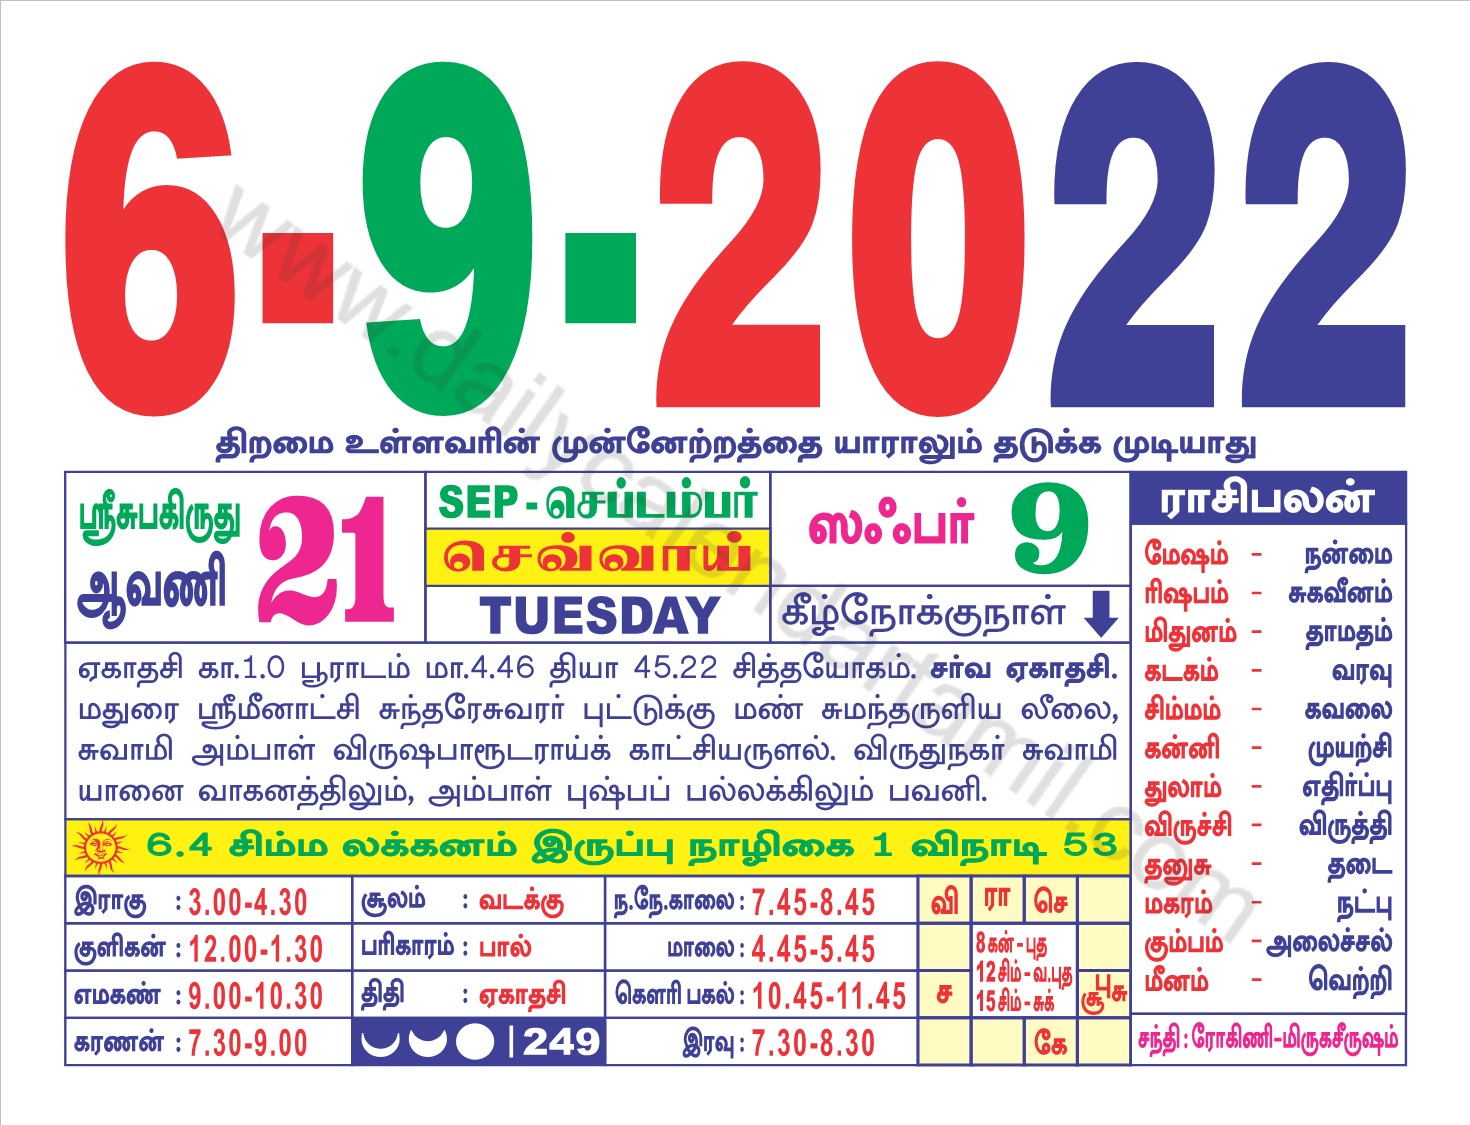 6-9-2022
திறமை உள்ளவரின் முன்னேற்றத்தை யாராலும் தடுக்க முடியாது
ஸ்ரீசுபகிருது
ஆவணி
21
SEP - செப்டம்பர்
செவ்வாய்
TUESDAY
ஸஃபர் 9
கீழ்நோக்குநாள்
ஏகாதசி கா.1.0 பூராடம் மா.4.46 தியா 45.22 சித்தயோகம். சர்வ ஏகாதசி.
மதுரை ஸ்ரீமீனாட்சி சுந்தரேசுவரர் புட்டுக்கு மண் சுமந்தருளிய லீலை,
சுவாமி அம்பாள் விருஷபாரூடராய்க் காட்சியருளல். விருதுநகர் சுவாமி
யானை வாகனத்திலும், அம்பாள் புஷ்பப் பல்லக்கிலும் பவனி.
6.4 சிம்ம லக்கனம் இருப்பு நாழிகை 1 விநாடி 53
இராகு : 3.00-4.30
குளிகன் : 12.00-1.30
எமகண் : 9.00-10.30
கரணன் : 7.30-9.00
சூலம் : வடக்கு
பரிகாரம் : பால்
திதி : ஏகாதசி
| 249
ந.நே.காலை : 7.45-8.45
மாலை : 4.45-5.45
கௌரி பகல் : 10.45-11.45
இரவு : 7.30-8.30
வி ரா செ
8கன் - புத
12சிம் - வ.புத
15சிம் - சுக்
ச
சூ பு சு
கே
ராசிபலன்
மேஷம் - நன்மை
ரிஷபம் - சுகவீனம்
மிதுனம் - தாமதம்
கடகம் - வரவு
சிம்மம் - கவலை
கன்னி - முயற்சி
துலாம் - எதிர்ப்பு
விருச்சி - விருத்தி
தனுசு - தடை
மகரம் - நட்பு
கும்பம் - அலைச்சல்
மீனம் - வெற்றி
சந்தி : ரோகிணி-மிருகசீருஷம்
www.dailycalendartamil.com